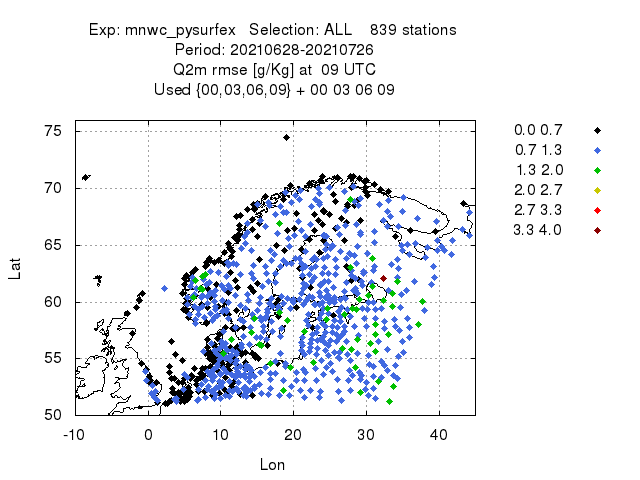 Exp: mnwc_pysurfex   Selection: ALL    839 stations
Period: 20210628-20210726
Q2m rmse [g/Kg] at  09 UTC
Used {00,03,06,09} + 00 03 06 09
75
70
65
60
55
50
Lat
-10 0 10 20 30 40
Lon
0.0 0.7
0.7 1.3
1.3 2.0
2.0 2.7
2.7 3.3
3.3 4.0